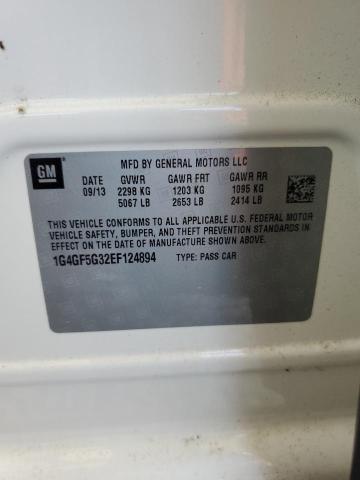 MFD BY GENERAL MOTORS LLC
GM
DATE GVWR GAWR FRT GAWR RR
09/13 2298 KG 1203 KG 1095 KG
5067 LB 2653 LB 2414 LB
THIS VEHICLE CONFORMS TO ALL APPLICABLE U.S. FEDERAL MOTOR
VEHICLE SAFETY, BUMPER, AND THEFT PREVENTION STANDARDS IN
EFFECT ON THE DATE OF MANUFACTURE SHOWN ABOVE.
1G4GF5G32EF124894 TYPE: PASS CAR